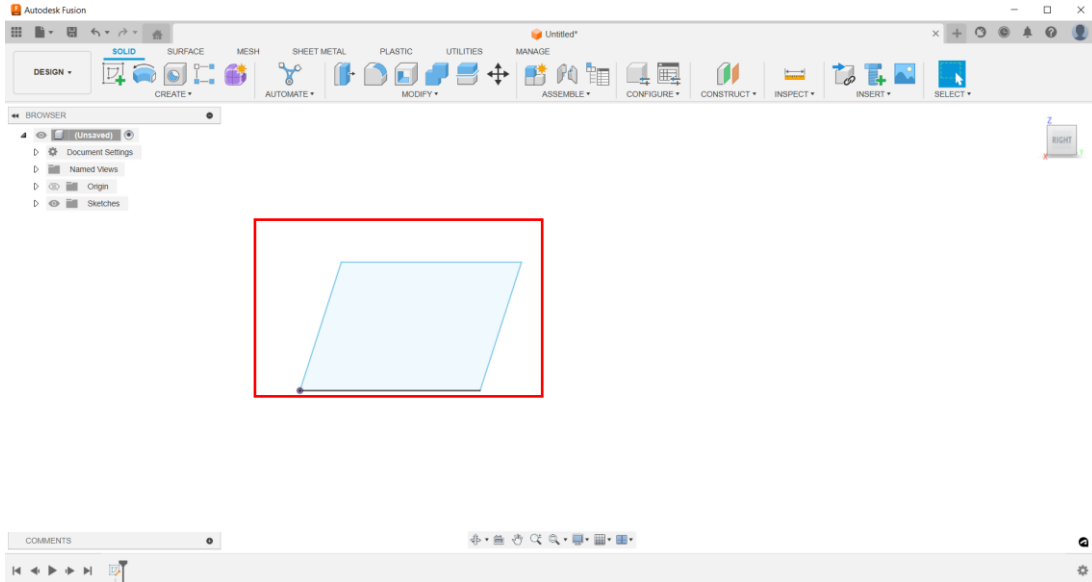 Autodesk Fusion
Untitled*
SOLID SURFACE MESH SHEET METAL PLASTIC UTILITIES MANAGE
DESIGN
CREATE AUTOMATE MODIFY ASSEMBLE CONFIGURE CONSTRUCT INSPECT INSERT SELECT
BROWSER
(Unsaved)
Document Settings
Named Views
Origin
Sketches
Z
RIGHT
X Y
COMMENTS